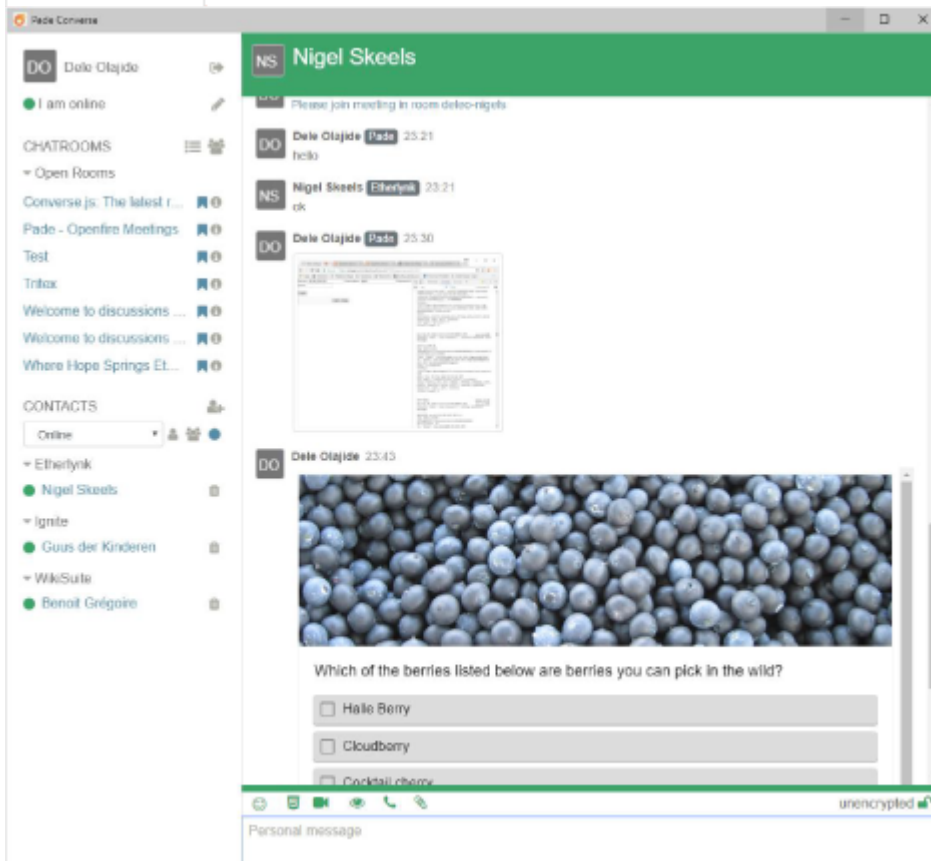 Pade Converse
DO Dele Olajide
I am online
CHATROOMS
Open Rooms
Converse.js: The latest r...
Pade - Openfire Meetings
Test
Tritex
Welcome to discussions ...
Welcome to discussions ...
Where Hope Springs Et...
CONTACTS
Online
Etherlynk
Nigel Skeels
Ignite
Guus der Kinderen
WikiSuite
Benoit Grégoire
NS Nigel Skeels
Please join meeting in room deleo-nigels
DO Dele Olajide Pade 23:21
hello
NS Nigel Skeels Etherlynk 23:21
ok
DO Dele Olajide Pade 23:30
DO Dele Olajide 23:43
Which of the berries listed below are berries you can pick in the wild?
Halle Berry
Cloudberry
Cocktail cherry
unencrypted
Personal message